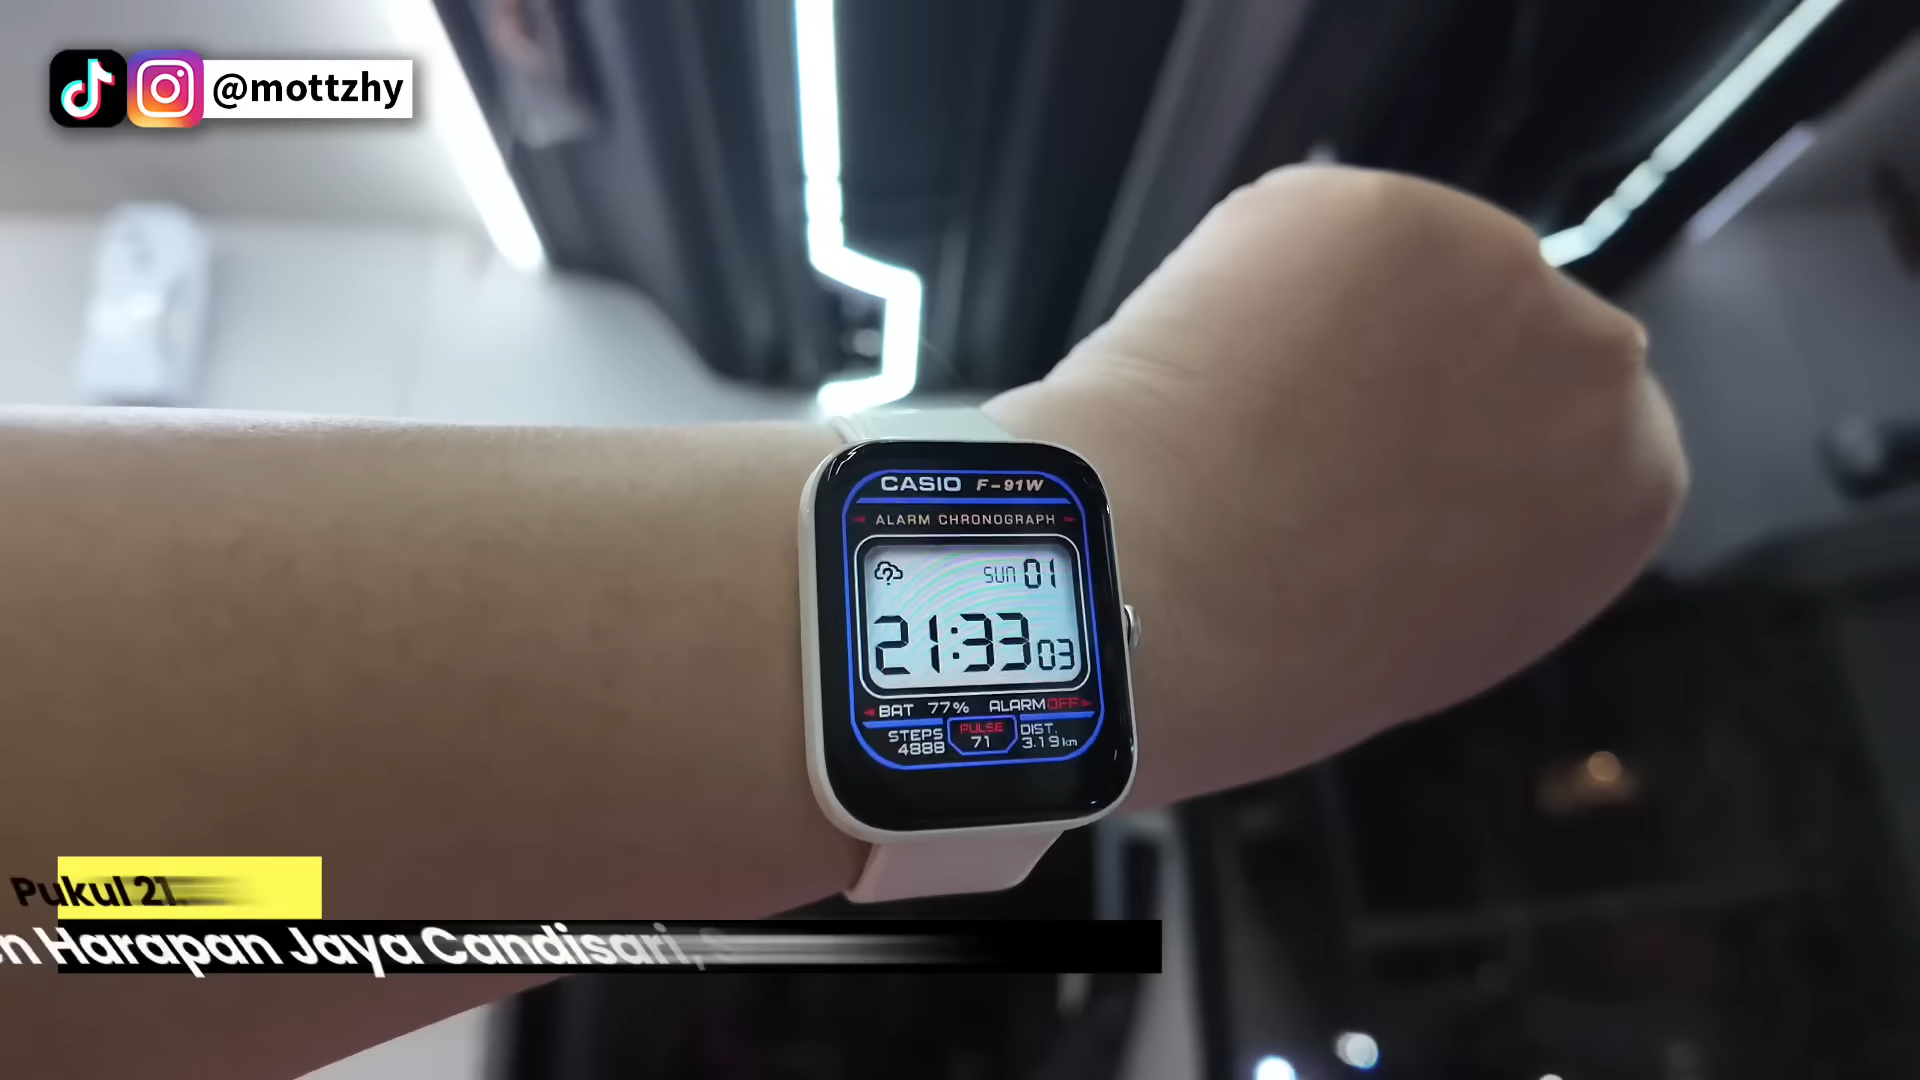 @mottzhy
CASIO F-91W
ALARM CHRONOGRAPH
SUN 01
21:33 03
BAT 77% ALARM OFF
STEPS PULSE DIST.
4888 71 3.19 km
Pukul 21.
Harapan Jaya Candisari,